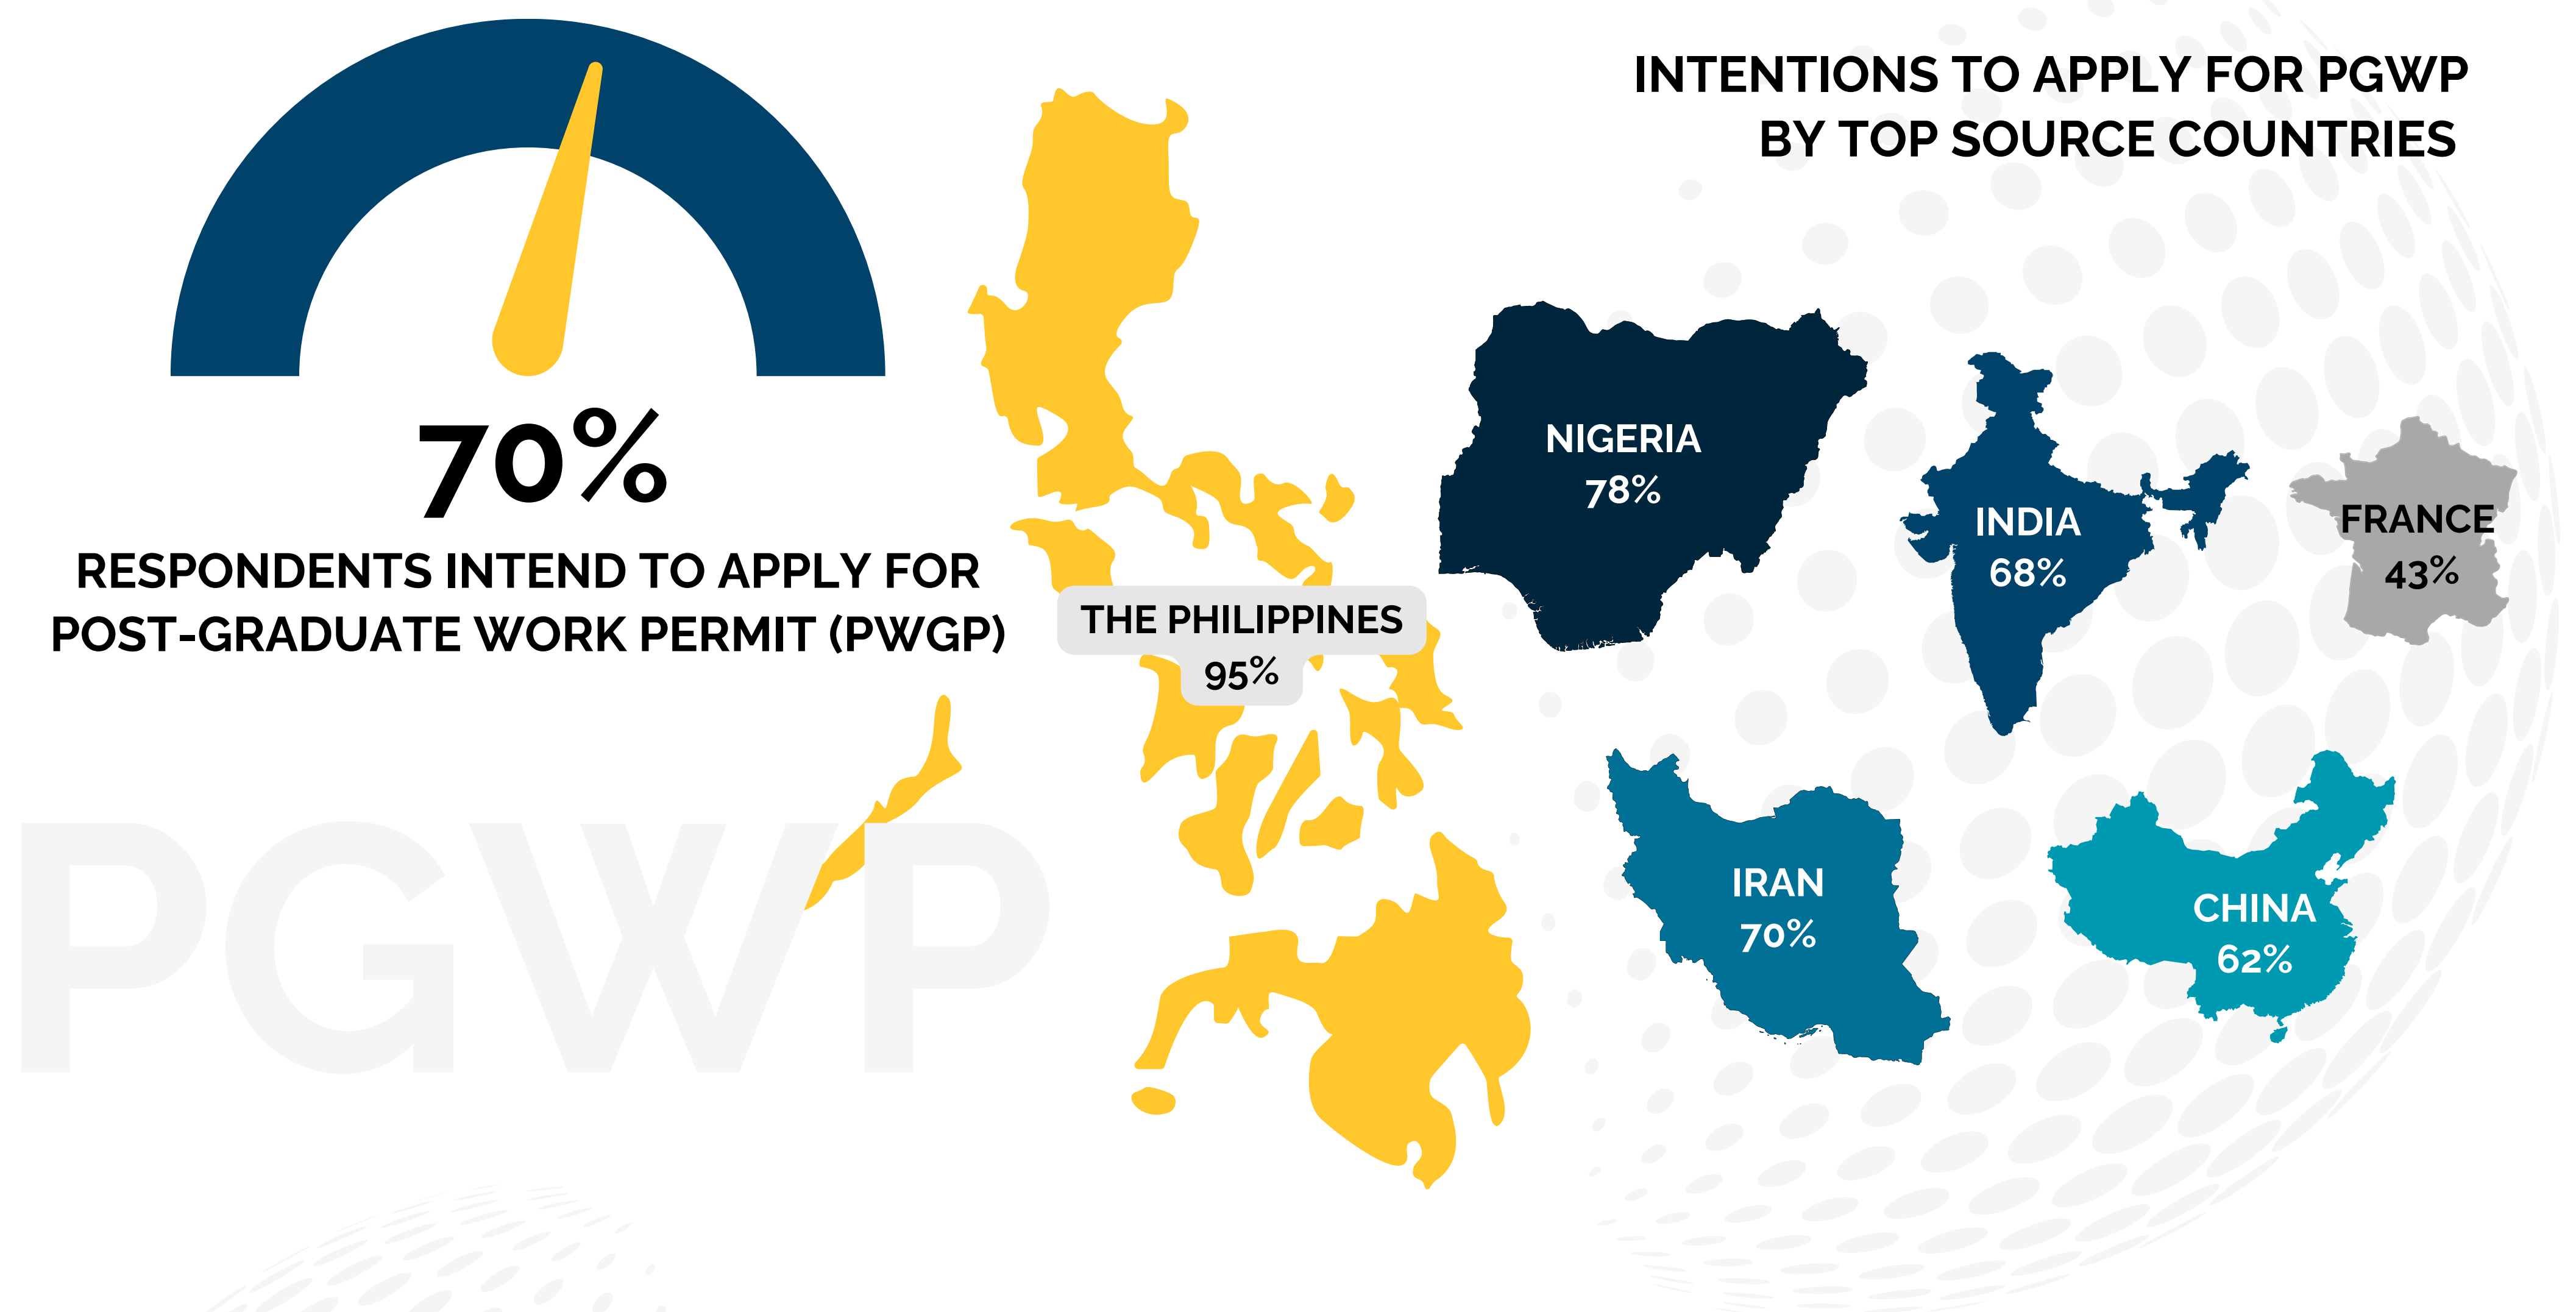 70%
RESPONDENTS INTEND TO APPLY FOR
POST-GRADUATE WORK PERMIT (PWGP)
PGWP
INTENTIONS TO APPLY FOR PGWP
BY TOP SOURCE COUNTRIES
THE PHILIPPINES
95%
NIGERIA
78%
INDIA
68%
FRANCE
43%
IRAN
70%
CHINA
62%